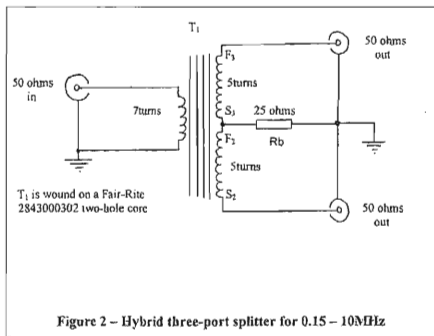 T1
50 ohms
in
7turns
F3
5turns
S3
F2
5turns
S2
25 ohms
Rb
50 ohms
out
50 ohms
out
T1 is wound on a Fair-Rite
2843000302 two-hole core
Figure 2 – Hybrid three-port splitter for 0.15 – 10MHz